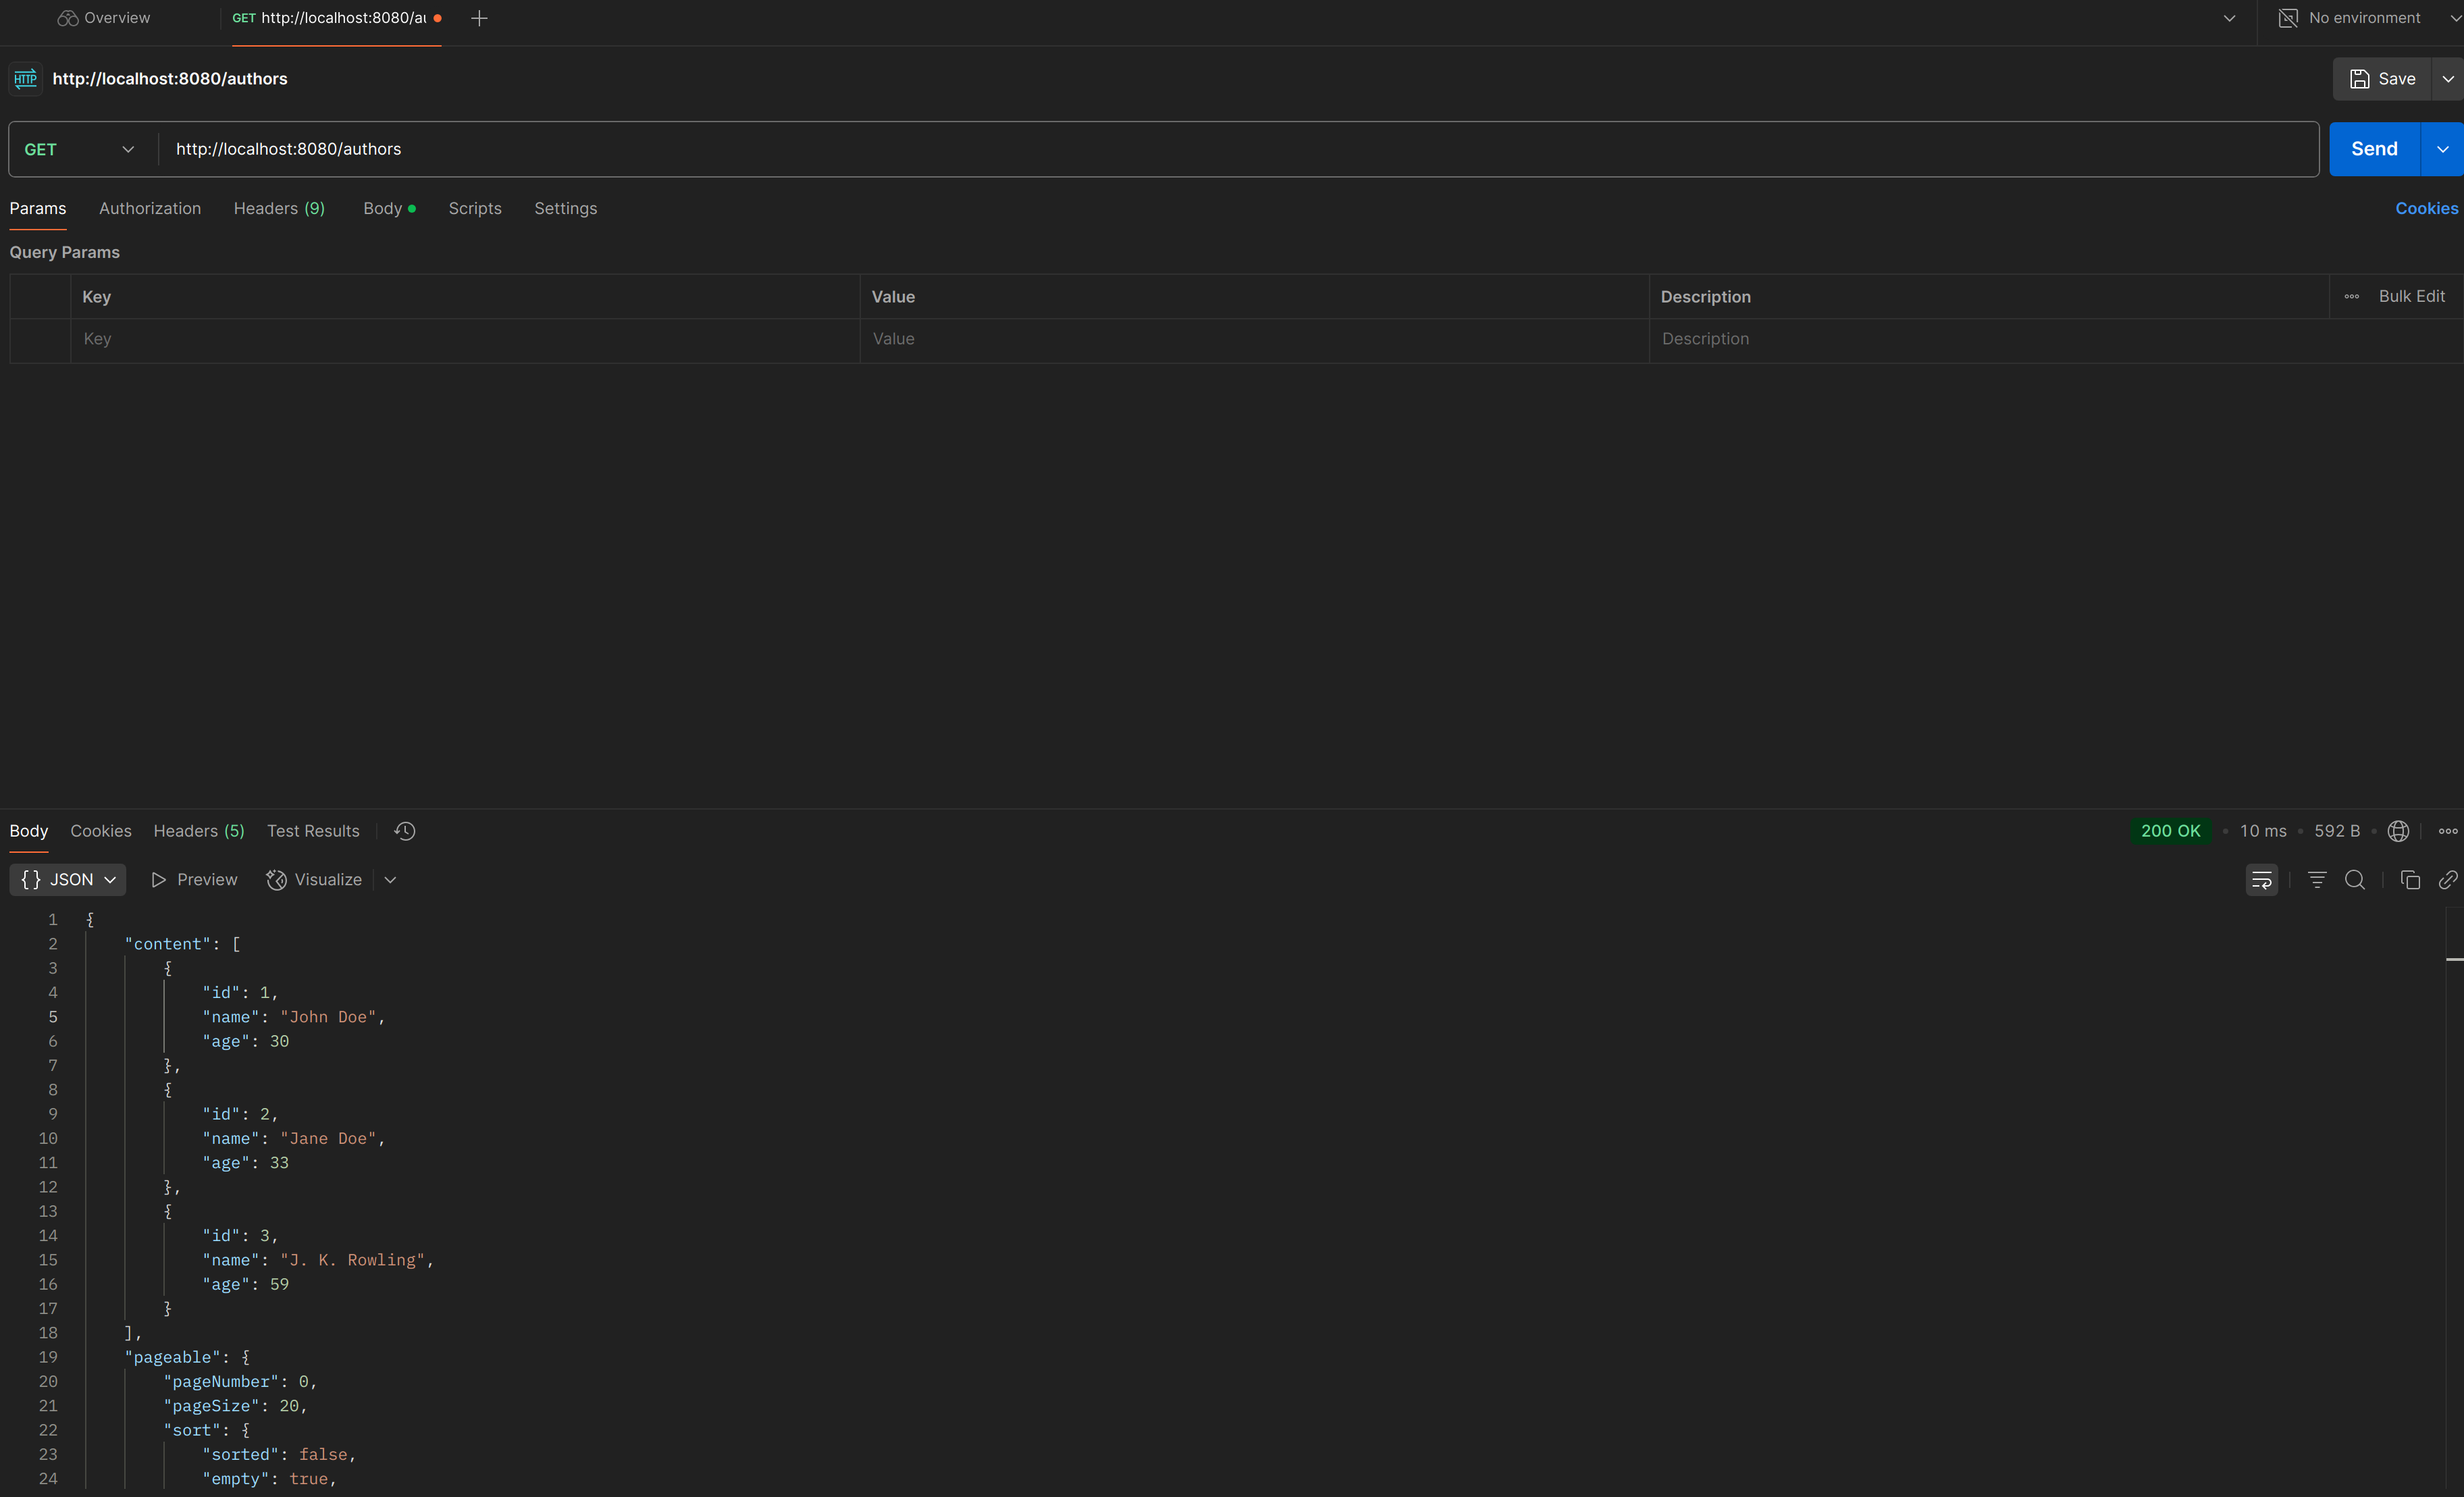 Overview
GET http://localhost:8080/au
No environment
HTTP http://localhost:8080/authors
Save
GET http://localhost:8080/authors
Send
Params Authorization Headers (9) Body Scripts Settings Cookies
Query Params
Key Value Description Bulk Edit
Key Value Description
Body Cookies Headers (5) Test Results 200 OK 10 ms 592 B
{} JSON Preview Visualize
1 {
2 "content": [
3 {
4 "id": 1,
5 "name": "John Doe",
6 "age": 30
7 },
8 {
9 "id": 2,
10 "name": "Jane Doe",
11 "age": 33
12 },
13 {
14 "id": 3,
15 "name": "J. K. Rowling",
16 "age": 59
17 }
18 ],
19 "pageable": {
20 "pageNumber": 0,
21 "pageSize": 20,
22 "sort": {
23 "sorted": false,
24 "empty": true,